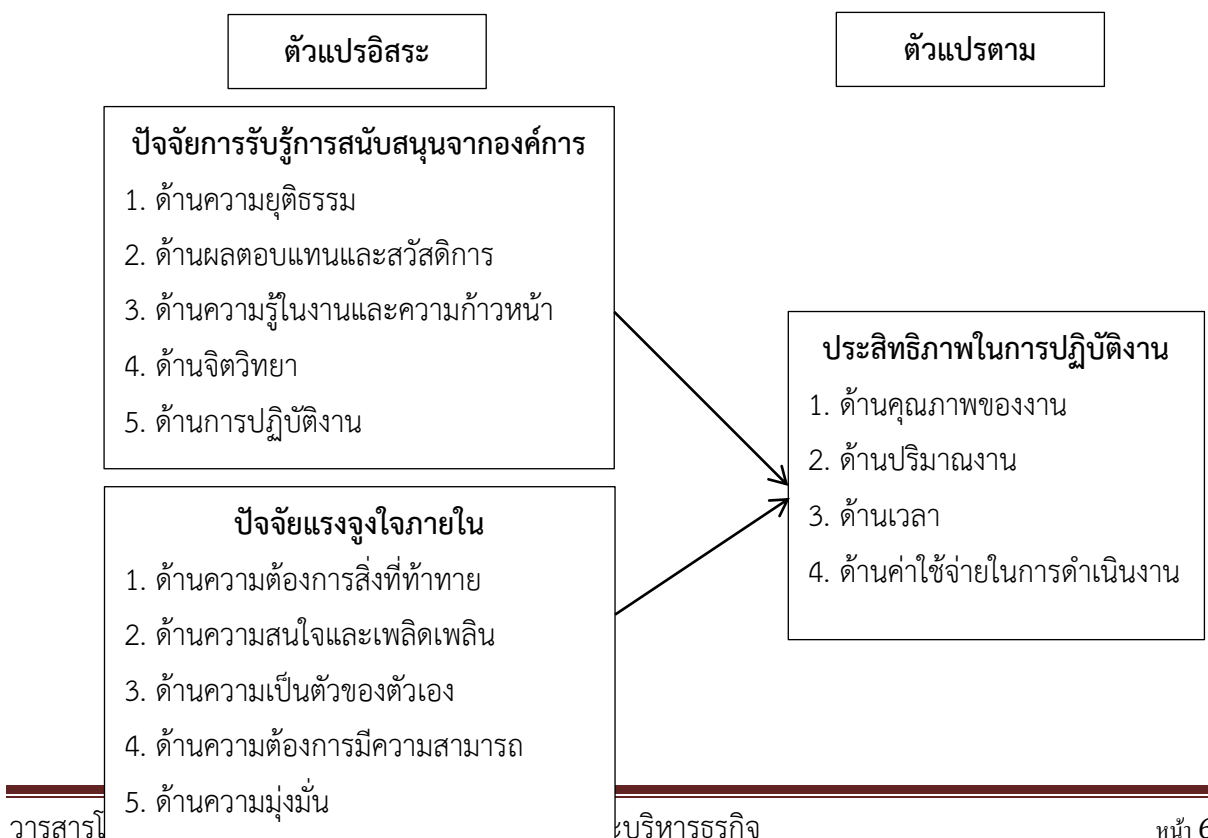 ตัวแปรอิสระ
ตัวแปรตาม
ปัจจัยการรับรู้การสนับสนุนจากองค์การ
1. ด้านความยุติธรรม
2. ด้านผลตอบแทนและสวัสดิการ
3. ด้านความรู้ในงานและความก้าวหน้า
4. ด้านจิตวิทยา
5. ด้านการปฏิบัติงาน
ปัจจัยแรงจูงใจภายใน
1. ด้านความต้องการสิ่งที่ท้าทาย
2. ด้านความสนใจและเพลิดเพลิน
3. ด้านความเป็นตัวของตัวเอง
4. ด้านความต้องการมีความสามารถ
5. ด้านความมุ่งมั่น
ประสิทธิภาพในการปฏิบัติงาน
1. ด้านคุณภาพของงาน
2. ด้านปริมาณงาน
3. ด้านเวลา
4. ด้านค่าใช้จ่ายในการดำเนินงาน
วารสาร บริหารธุรกิจ หน้า 6